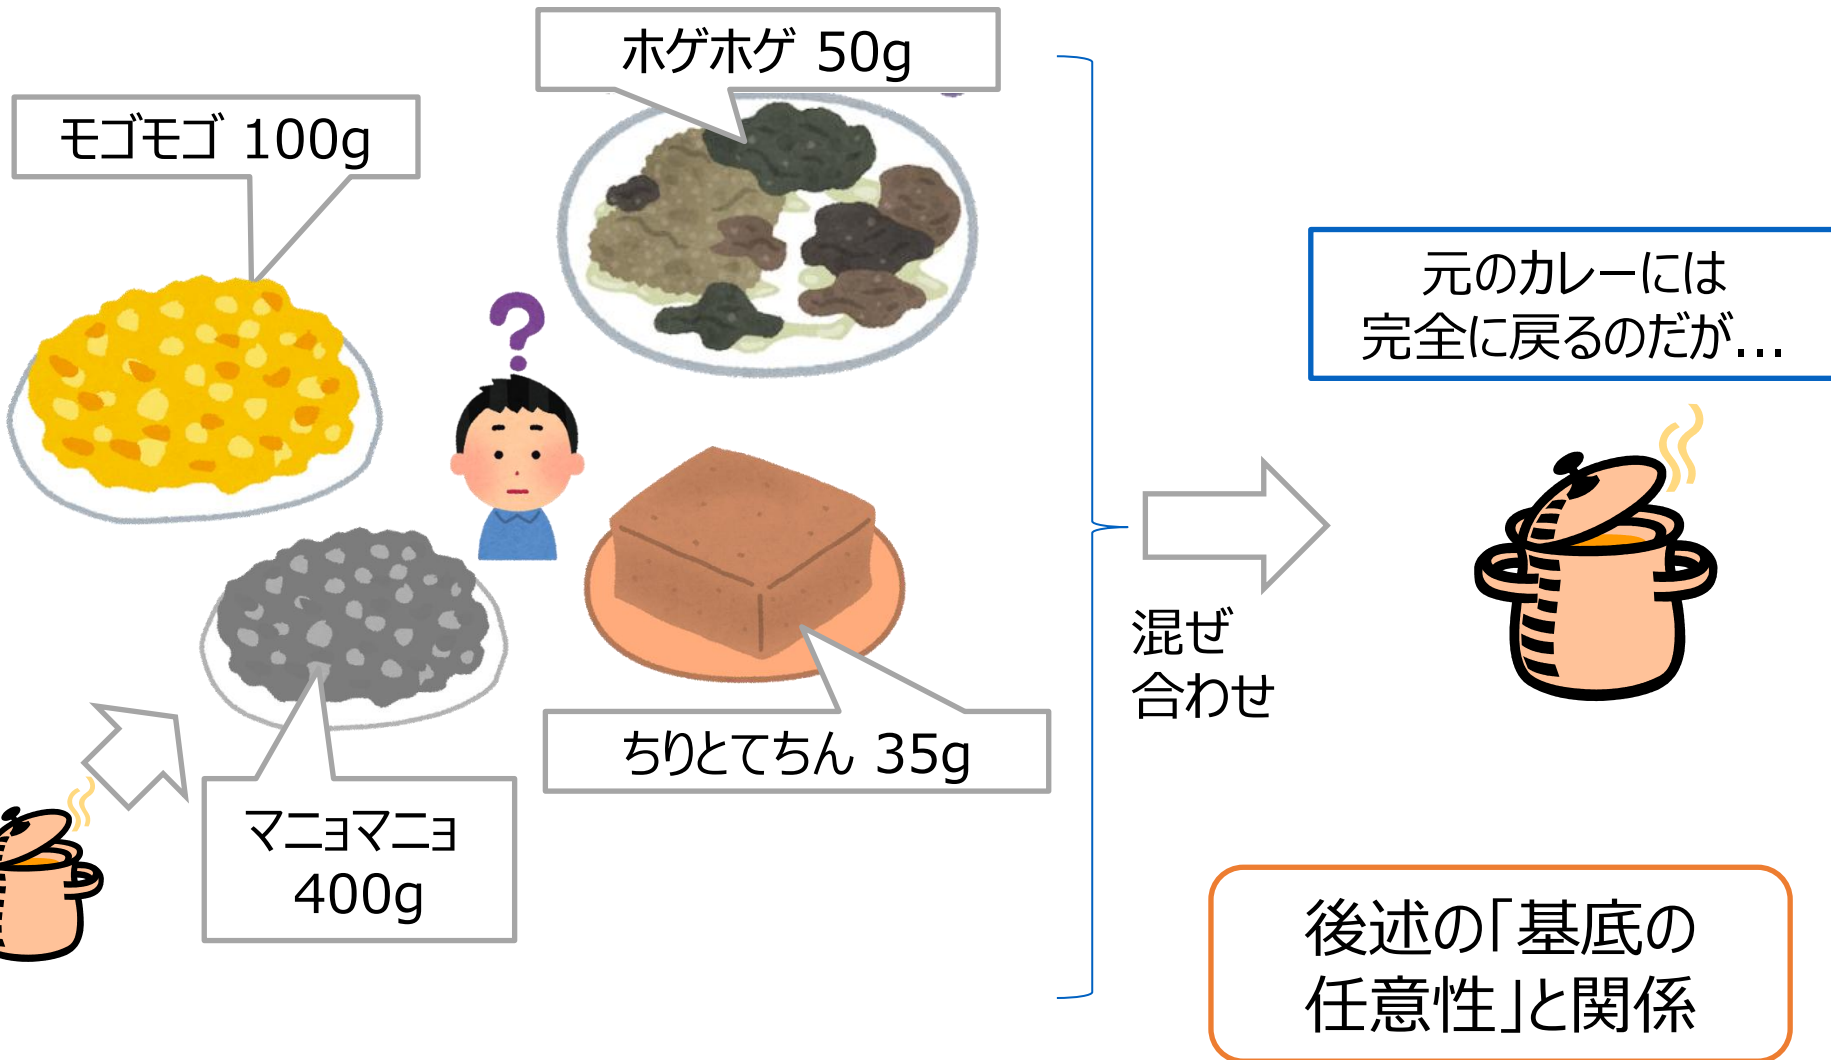 ホゲホゲ 50g
モゴモゴ 100g
?
ちりとてちん 35g
マニョマニョ
400g
混ぜ
合わせ
元のカレーには
完全に戻るのだが…
後述の「基底の
任意性」と関係